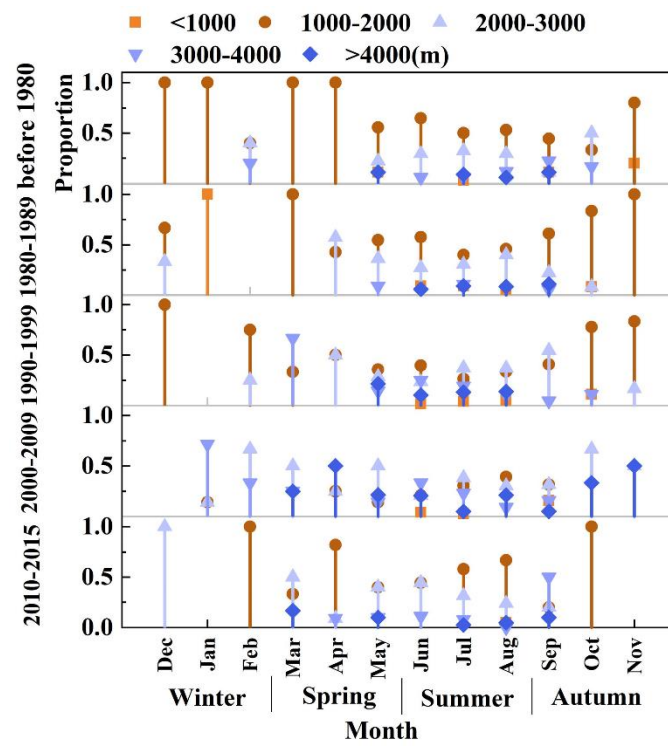 <1000 1000-2000 2000-3000
3000-4000 >4000(m)
Proportion
before 1980
1.0
0.5
1980-1989
1.0
0.5
1990-1999
1.0
0.5
2000-2009
1.0
0.5
2010-2015
1.0
0.5
0.0
Dec Jan Feb Mar Apr May Jun Jul Aug Sep Oct Nov
Winter Spring Summer Autumn
Month